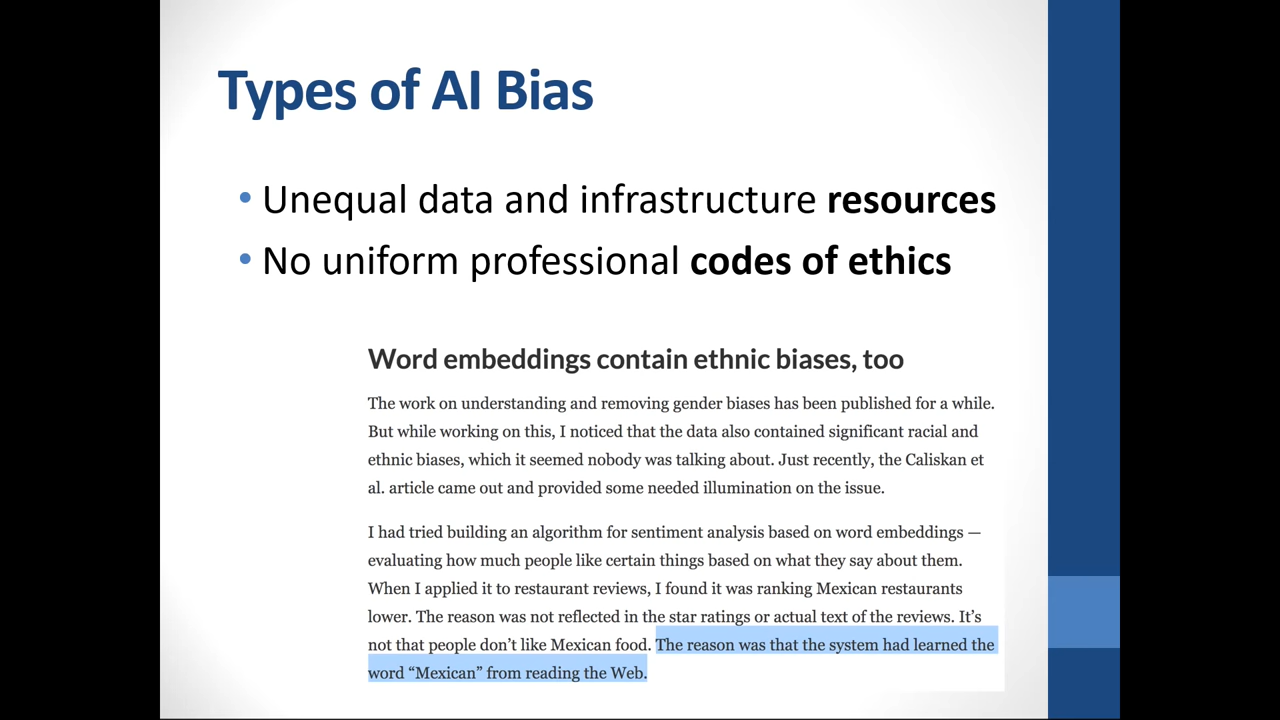 Types of AI Bias
• Unequal data and infrastructure resources
• No uniform professional codes of ethics
Word embeddings contain ethnic biases, too
The work on understanding and removing gender biases has been published for a while.
But while working on this, I noticed that the data also contained significant racial and
ethnic biases, which it seemed nobody was talking about. Just recently, the Caliskan et
al. article came out and provided some needed illumination on the issue.
I had tried building an algorithm for sentiment analysis based on word embeddings —
evaluating how much people like certain things based on what they say about them.
When I applied it to restaurant reviews, I found it was ranking Mexican restaurants
lower. The reason was not reflected in the star ratings or actual text of the reviews. It’s
not that people don’t like Mexican food. The reason was that the system had learned the
word “Mexican” from reading the Web.